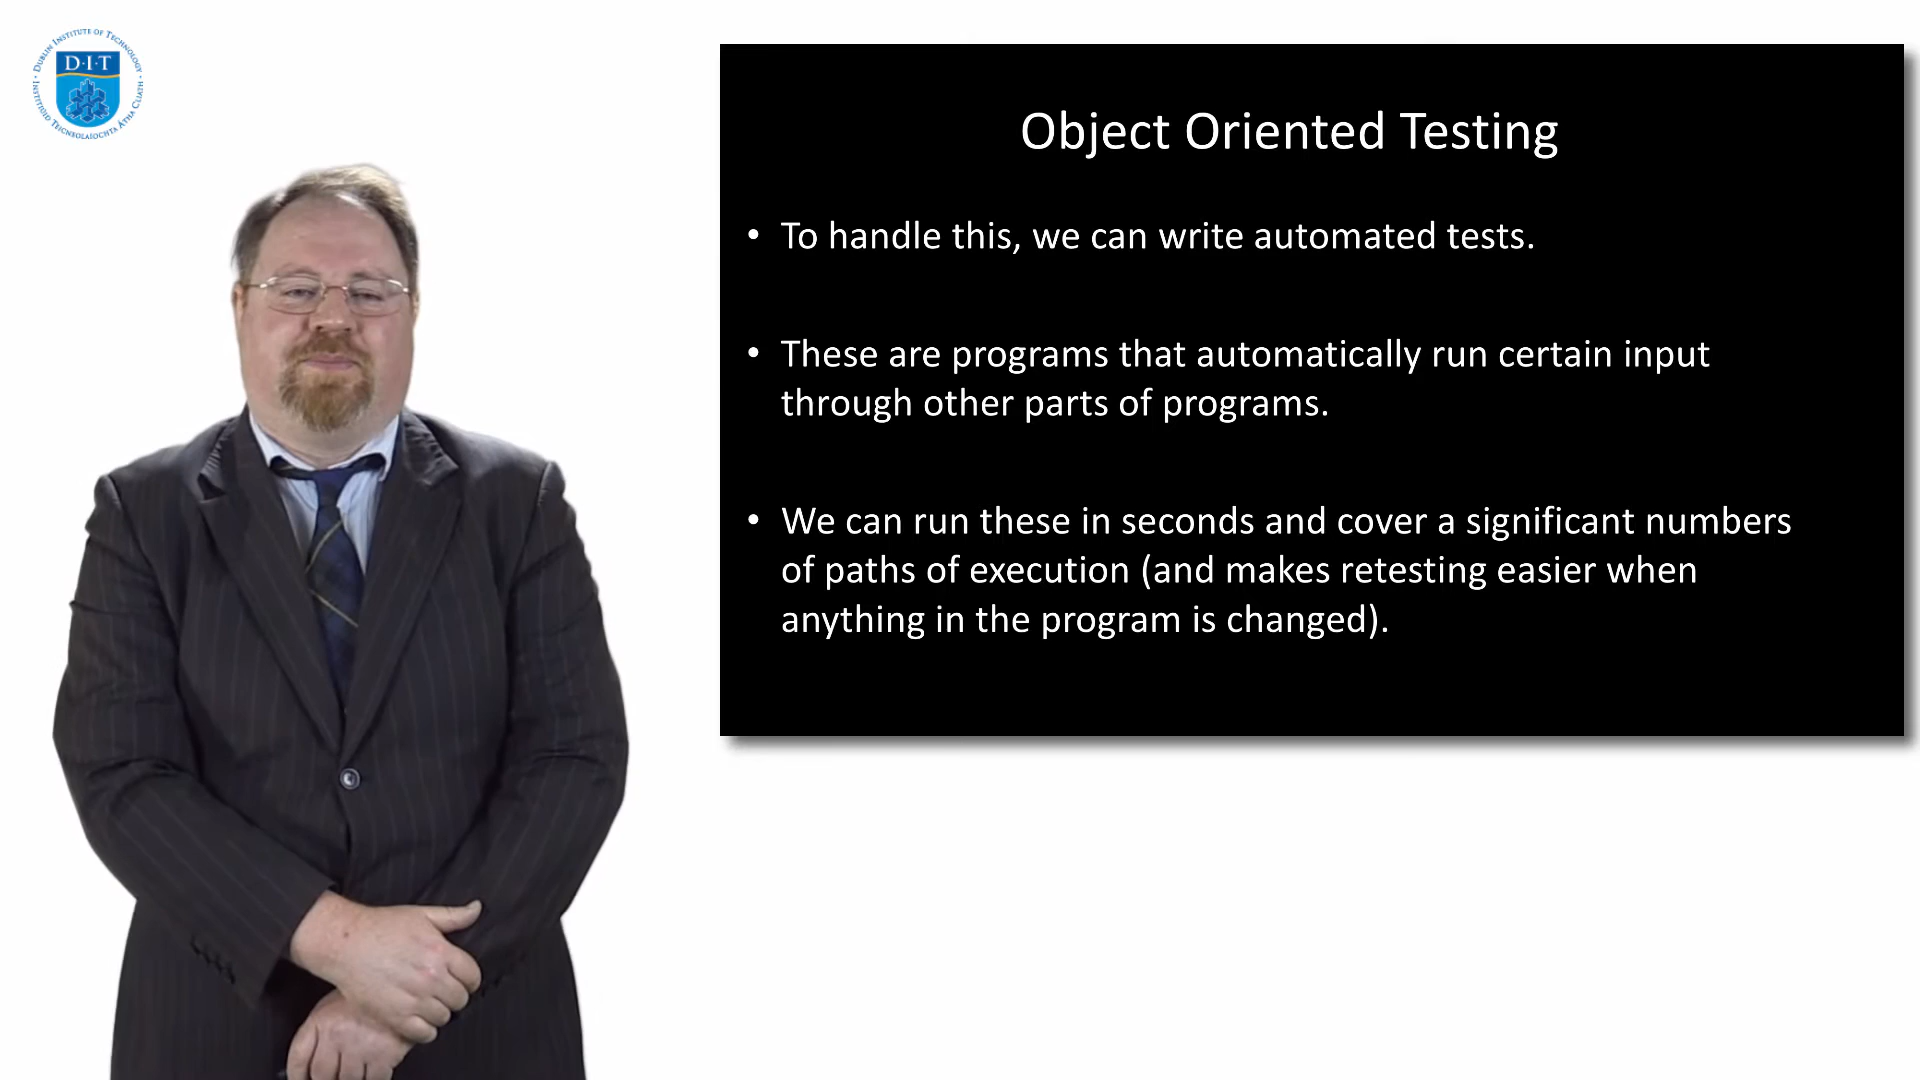 DUBLIN INSTITUTE OF TECHNOLOGY
D·I·T
INSTITIÚID TEICNEOLAÍOCHTA ÁTHA CLIATH
Object Oriented Testing
• To handle this, we can write automated tests.
• These are programs that automatically run certain input
through other parts of programs.
• We can run these in seconds and cover a significant numbers
of paths of execution (and makes retesting easier when
anything in the program is changed).